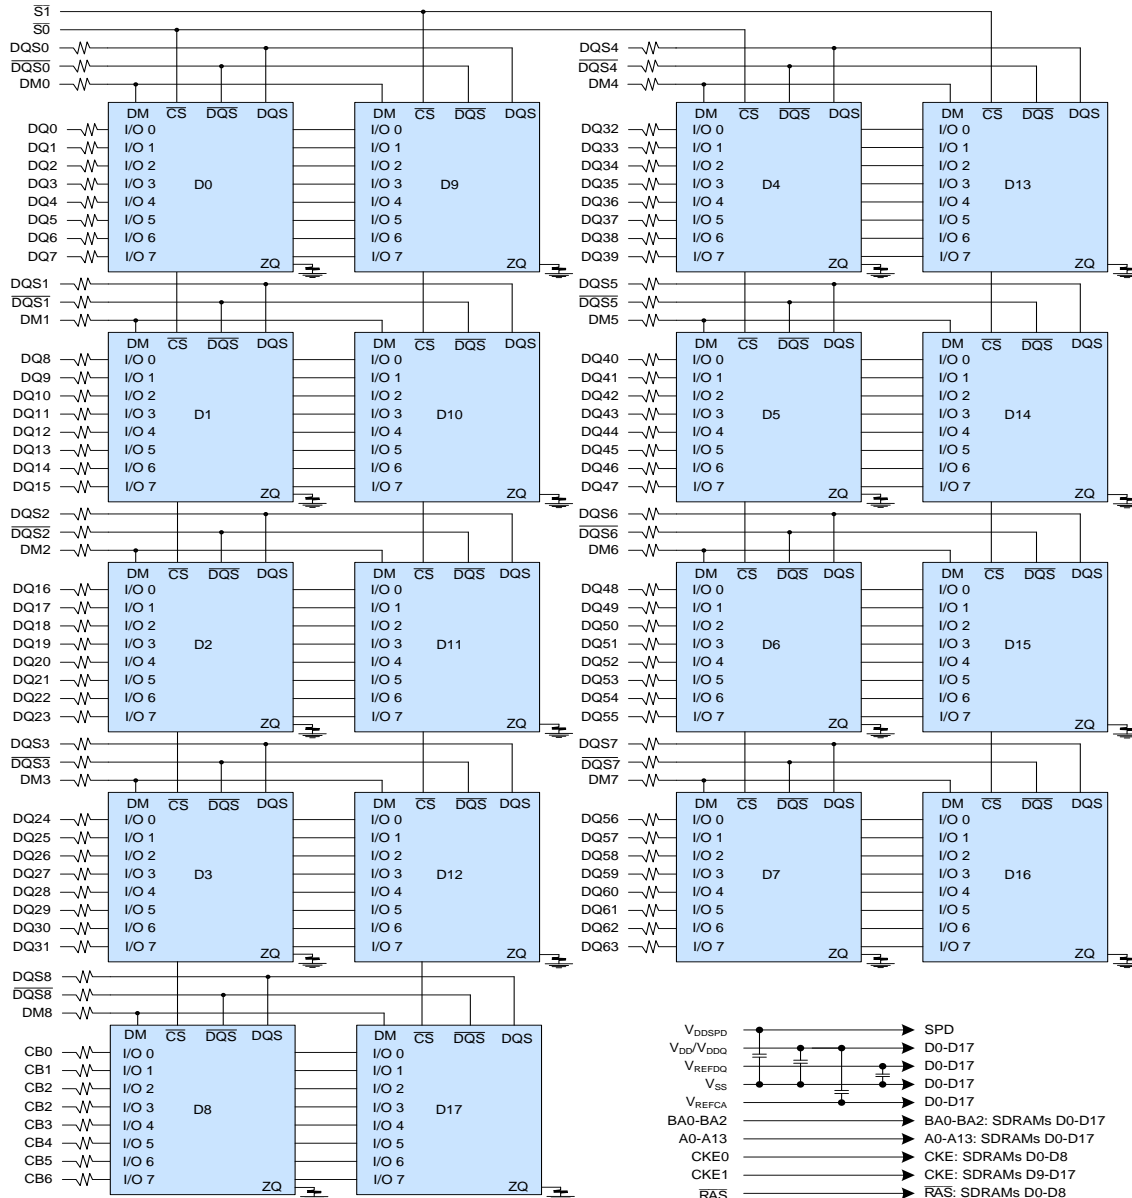 S1
S0
DQS0
DQS0
DM0
DM CS DQS DQS
DQ0 I/O 0
DQ1 I/O 1
DQ2 I/O 2
DQ3 I/O 3 D0
DQ4 I/O 4
DQ5 I/O 5
DQ6 I/O 6
DQ7 I/O 7
ZQ
DM CS DQS DQS
I/O 0
I/O 1
I/O 2
I/O 3 D9
I/O 4
I/O 5
I/O 6
I/O 7
ZQ
DQS4
DQS4
DM4
DM CS DQS DQS
DQ32 I/O 0
DQ33 I/O 1
DQ34 I/O 2
DQ35 I/O 3 D4
DQ36 I/O 4
DQ37 I/O 5
DQ38 I/O 6
DQ39 I/O 7
ZQ
DM CS DQS DQS
I/O 0
I/O 1
I/O 2
I/O 3 D13
I/O 4
I/O 5
I/O 6
I/O 7
ZQ
DQS1
DQS1
DM1
DM CS DQS DQS
DQ8 I/O 0
DQ9 I/O 1
DQ10 I/O 2
DQ11 I/O 3 D1
DQ12 I/O 4
DQ13 I/O 5
DQ14 I/O 6
DQ15 I/O 7
ZQ
DM CS DQS DQS
I/O 0
I/O 1
I/O 2
I/O 3 D10
I/O 4
I/O 5
I/O 6
I/O 7
ZQ
DQS5
DQS5
DM5
DM CS DQS DQS
DQ40 I/O 0
DQ41 I/O 1
DQ42 I/O 2
DQ43 I/O 3 D5
DQ44 I/O 4
DQ45 I/O 5
DQ46 I/O 6
DQ47 I/O 7
ZQ
DM CS DQS DQS
I/O 0
I/O 1
I/O 2
I/O 3 D14
I/O 4
I/O 5
I/O 6
I/O 7
ZQ
DQS2
DQS2
DM2
DM CS DQS DQS
DQ16 I/O 0
DQ17 I/O 1
DQ18 I/O 2
DQ19 I/O 3 D2
DQ20 I/O 4
DQ21 I/O 5
DQ22 I/O 6
DQ23 I/O 7
ZQ
DM CS DQS DQS
I/O 0
I/O 1
I/O 2
I/O 3 D11
I/O 4
I/O 5
I/O 6
I/O 7
ZQ
DQS6
DQS6
DM6
DM CS DQS DQS
DQ48 I/O 0
DQ49 I/O 1
DQ50 I/O 2
DQ51 I/O 3 D6
DQ52 I/O 4
DQ53 I/O 5
DQ54 I/O 6
DQ55 I/O 7
ZQ
DM CS DQS DQS
I/O 0
I/O 1
I/O 2
I/O 3 D15
I/O 4
I/O 5
I/O 6
I/O 7
ZQ
DQS3
DQS3
DM3
DM CS DQS DQS
DQ24 I/O 0
DQ25 I/O 1
DQ26 I/O 2
DQ27 I/O 3 D3
DQ28 I/O 4
DQ29 I/O 5
DQ30 I/O 6
DQ31 I/O 7
ZQ
DM CS DQS DQS
I/O 0
I/O 1
I/O 2
I/O 3 D12
I/O 4
I/O 5
I/O 6
I/O 7
ZQ
DQS7
DQS7
DM7
DM CS DQS DQS
DQ56 I/O 0
DQ57 I/O 1
DQ58 I/O 2
DQ59 I/O 3 D7
DQ60 I/O 4
DQ61 I/O 5
DQ62 I/O 6
DQ63 I/O 7
ZQ
DM CS DQS DQS
I/O 0
I/O 1
I/O 2
I/O 3 D16
I/O 4
I/O 5
I/O 6
I/O 7
ZQ
DQS8
DQS8
DM8
DM CS DQS DQS
CB0 I/O 0
CB1 I/O 1
CB2 I/O 2
CB2 I/O 3 D8
CB3 I/O 4
CB4 I/O 5
CB5 I/O 6
CB6 I/O 7
ZQ
DM CS DQS DQS
I/O 0
I/O 1
I/O 2
I/O 3 D17
I/O 4
I/O 5
I/O 6
I/O 7
ZQ
VDDSPD SPD
VDD/VDDQ D0-D17
VREFDQ D0-D17
VSS D0-D17
VREFCA D0-D17
BA0-BA2 BA0-BA2: SDRAMs D0-D17
A0-A13 A0-A13: SDRAMs D0-D17
CKE0 CKE: SDRAMs D0-D8
CKE1 CKE: SDRAMs D9-D17
RAS RAS: SDRAMs D0-D8